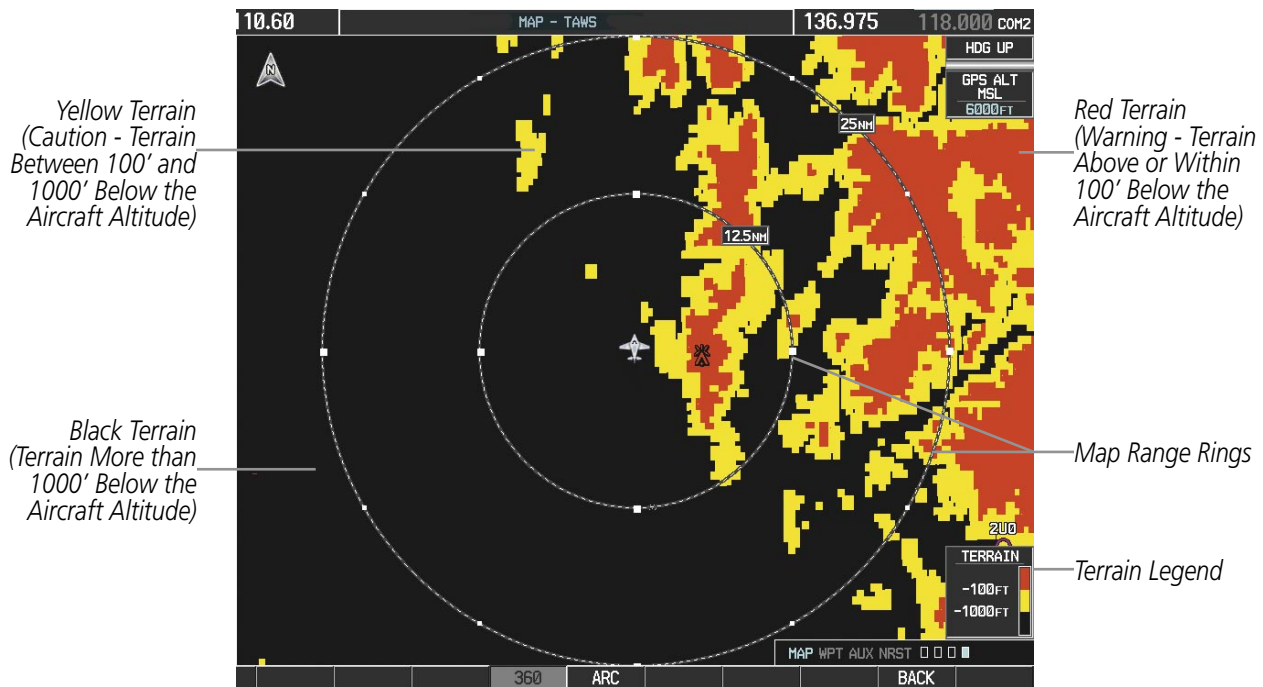 110.60
MAP - TAWS
136.975
118.000 COM2
N
HDG UP
GPS ALT
MSL
6000FT
Yellow Terrain
(Caution - Terrain
Between 100' and
1000' Below the
Aircraft Altitude)
25NM
Red Terrain
(Warning - Terrain
Above or Within
100' Below the
Aircraft Altitude)
12.5NM
Black Terrain
(Terrain More than
1000' Below the
Aircraft Altitude)
Map Range Rings
2U0
TERRAIN
-100FT
-1000FT
Terrain Legend
MAP WPT AUX NRST
360
ARC
BACK